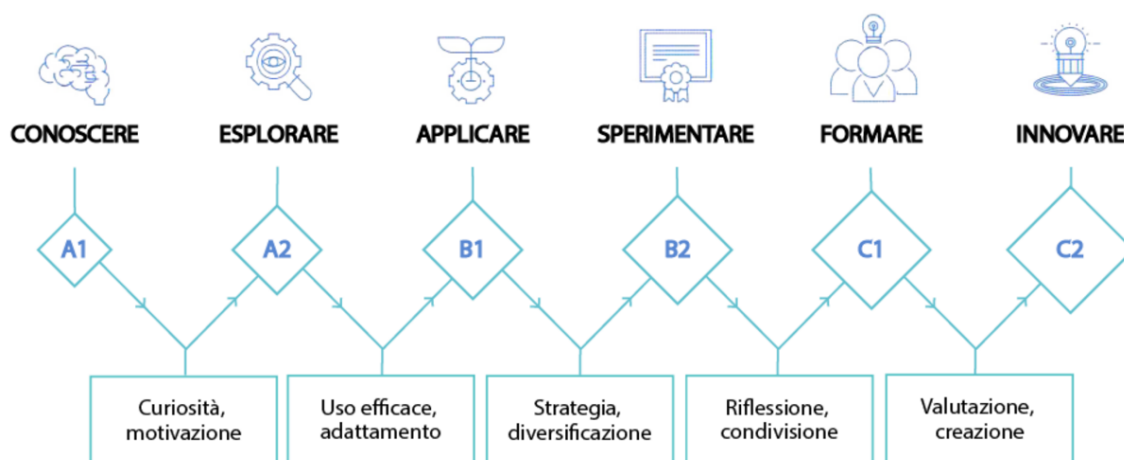 CONOSCERE
ESPLORARE
APPLICARE
SPERIMENTARE
FORMARE
INNOVARE
A1
A2
B1
B2
C1
C2
Curiosità,
motivazione
Uso efficace,
adattamento
Strategia,
diversificazione
Riflessione,
condivisione
Valutazione,
creazione